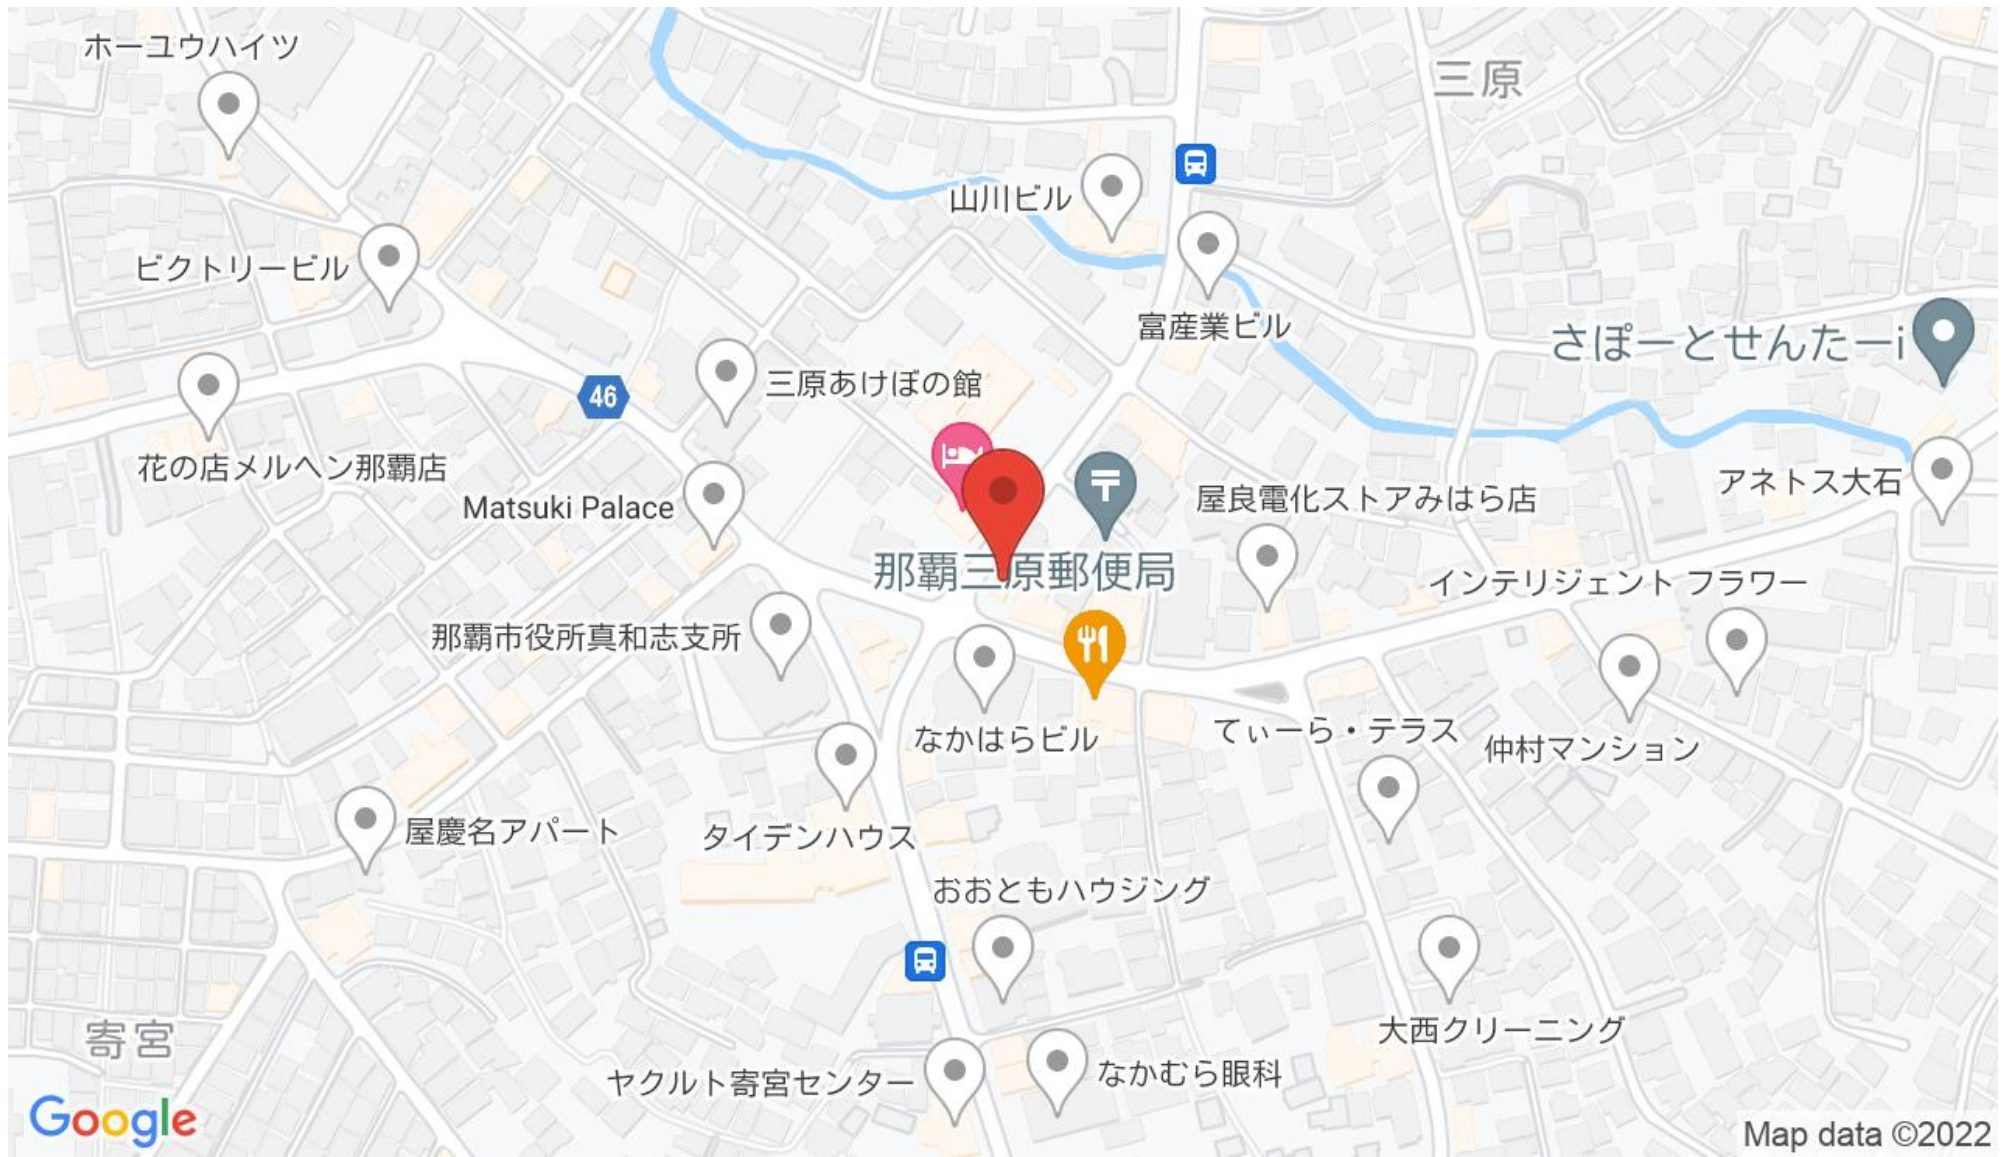 ホーユウハイツ
三原
山川ビル
ビクトリービル
富産業ビル
さぽーとせんたーi
三原あけぼの館
46
花の店メルヘン那覇店
Matsuki Palace
屋良電化ストアみはら店
アネトス大石
那覇三原郵便局
インテリジェント フラワー
那覇市役所真和志支所
なかはらビル
てぃーら・テラス
仲村マンション
屋慶名アパート
タイデンハウス
おおともハウジング
大西クリーニング
寄宮
ヤクルト寄宮センター
なかむら眼科
Google
Map data ©2022